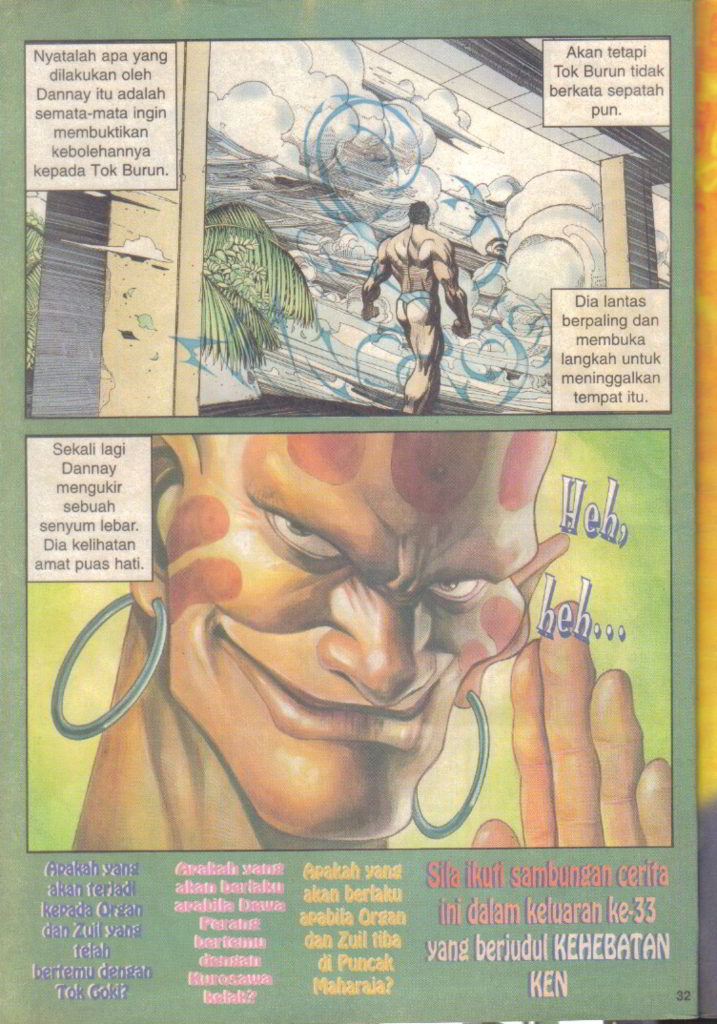 Nyatalah apa yang
dilakukan oleh
Dannay itu adalah
semata-mata ingin
membuktikan
kebolehannya
kepada Tok Burun.
Akan tetapi
Tok Burun tidak
berkata sepatah
pun.
Dia lantas
berpaling dan
membuka
langkah untuk
meninggalkan
tempat itu.
Sekali lagi
Dannay
mengukir
sebuah
senyum lebar.
Dia kelihatan
amat puas hati.
Heh,
heh...
Apakah yang
akan terjadi
kepada Organ
dan Zuil yang
telah
bertemu dengan
Tok Goki?
Apakah yang
akan berlaku
apabila Dewa
Perang
bertemu
dengan
Kurosawa
kelak?
Apakah yang
akan berlaku
apabila Organ
dan Zuil tiba
di Puncak
Maharaja?
Sila ikuti sambungan cerita
ini dalam keluaran ke-33
yang berjudul KEHEBATAN
KEN
32